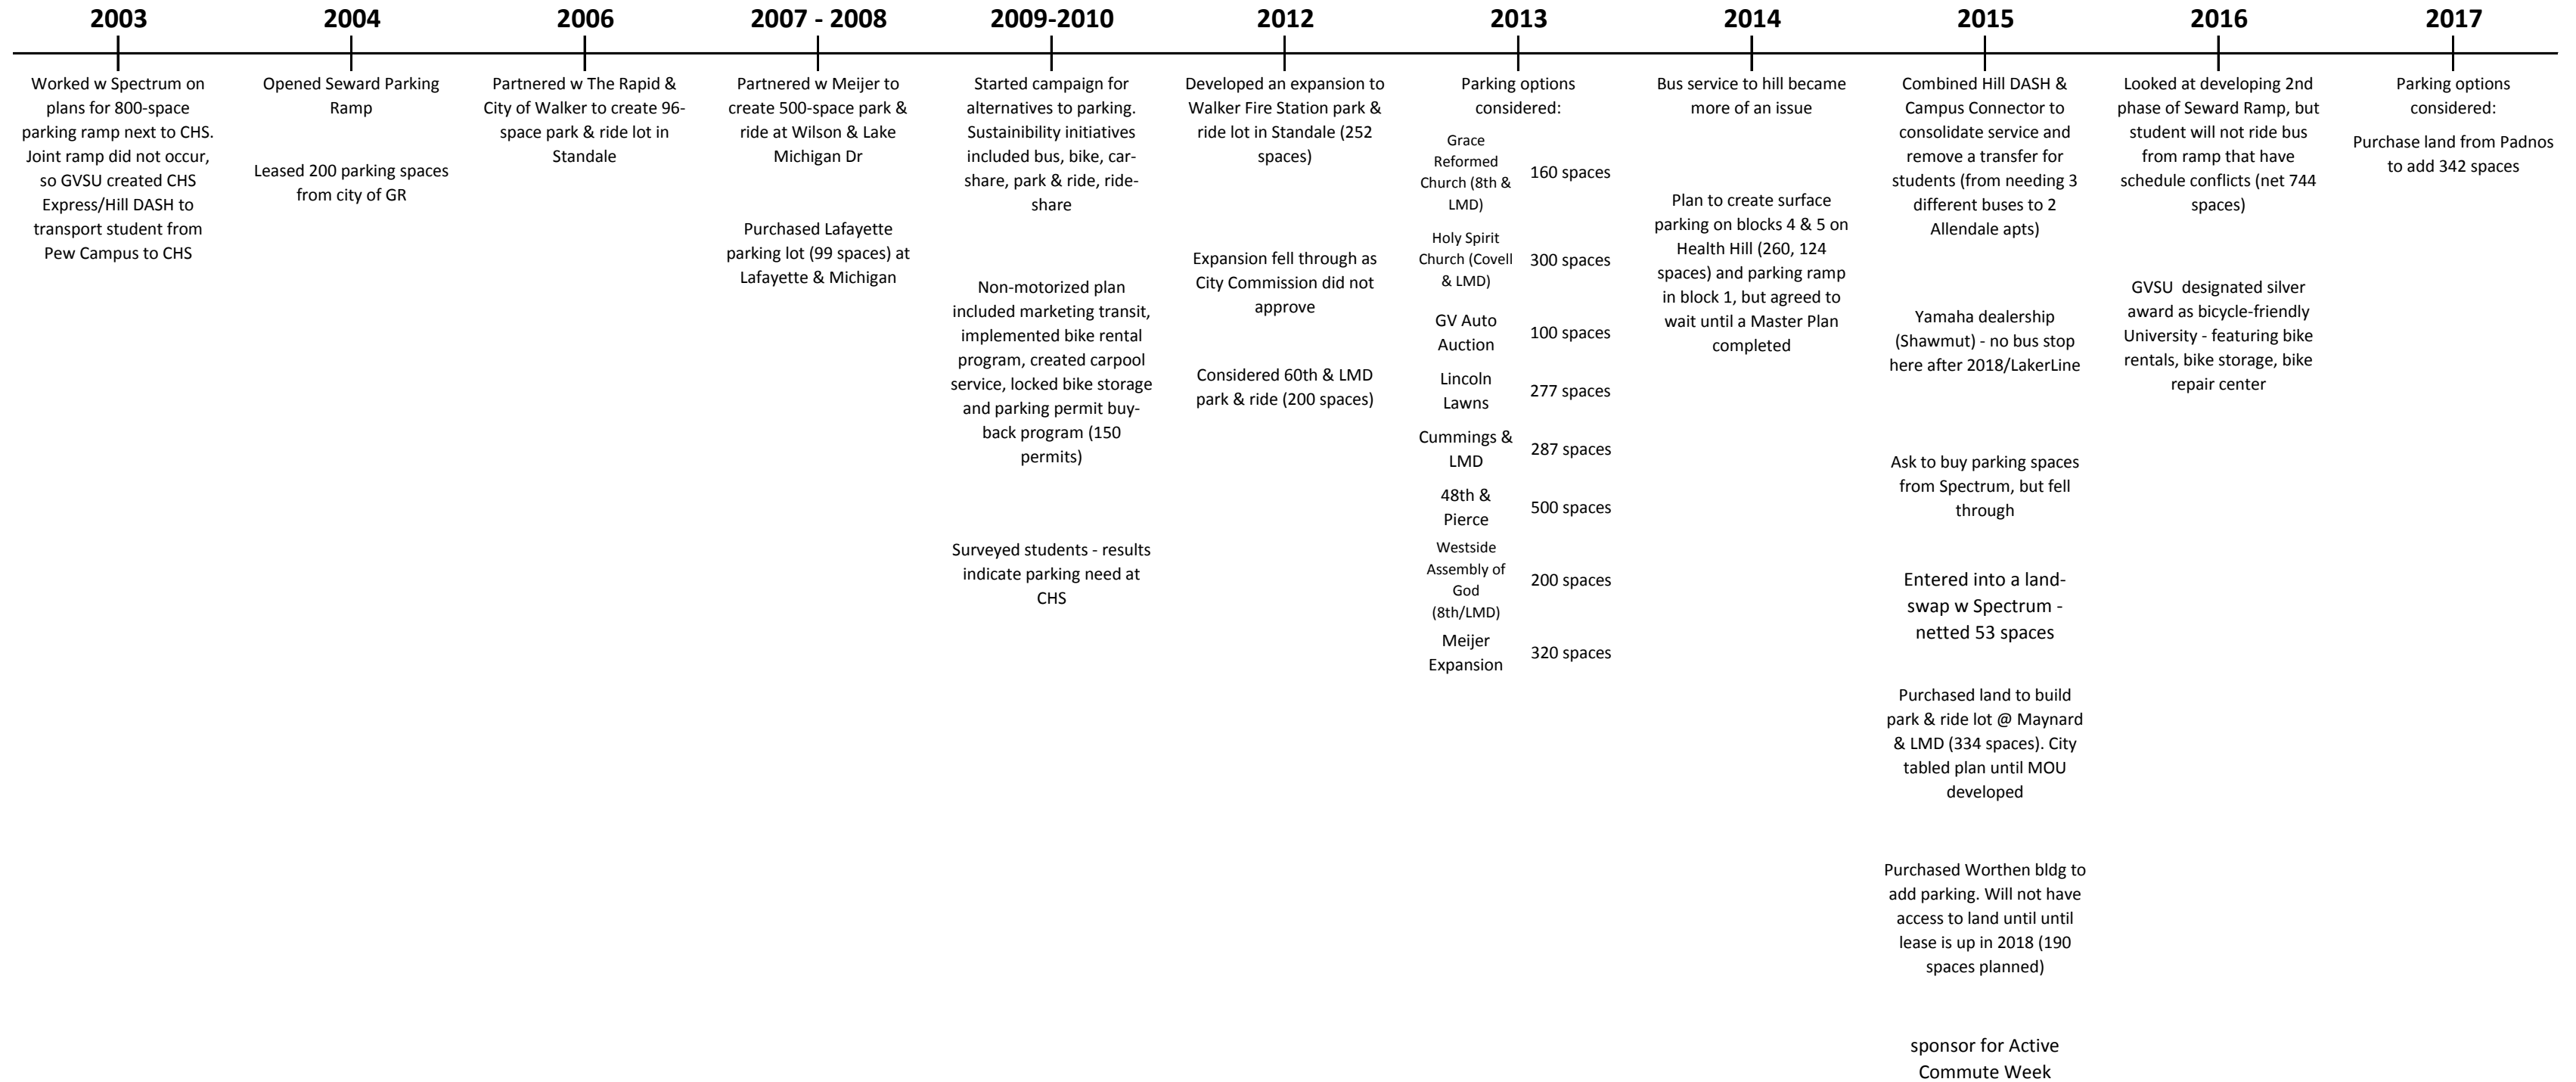 2003
Worked w Spectrum on
plans for 800-space
parking ramp next to CHS.
Joint ramp did not occur,
so GVSU created CHS
Express/Hill DASH to
transport student from
Pew Campus to CHS
2004
Opened Seward Parking
Ramp
Leased 200 parking spaces
from city of GR
2006
Partnered w The Rapid &
City of Walker to create 96-
space park & ride lot in
Standale
2007 - 2008
Partnered w Meijer to
create 500-space park &
ride at Wilson & Lake
Michigan Dr
Purchased Lafayette
parking lot (99 spaces) at
Lafayette & Michigan
2009-2010
Started campaign for
alternatives to parking.
Sustainability initiatives
included bus, bike, car-
share, park & ride, ride-
share
Non-motorized plan
included marketing transit,
implemented bike rental
program, created carpool
service, locked bike storage
and parking permit buy-
back program (150
permits)
Surveyed students - results
indicate parking need at
CHS
2012
Developed an expansion to
Walker Fire Station park &
ride lot in Standale (252
spaces)
Expansion fell through as
City Commission did not
approve
Considered 60th & LMD
park & ride (200 spaces)
2013
Parking options
considered:
Grace
Reformed
Church (8th &
LMD)
160 spaces
Holy Spirit
Church (Covell
& LMD)
300 spaces
GV Auto
Auction
100 spaces
Lincoln
Lawns
277 spaces
Cummings &
LMD
287 spaces
48th &
Pierce
500 spaces
Westside
Assembly of
God
(8th/LMD)
200 spaces
Meijer
Expansion
320 spaces
2014
Bus service to hill became
more of an issue
Plan to create surface
parking on blocks 4 & 5 on
Health Hill (260, 124
spaces) and parking ramp
in block 1, but agreed to
wait until a Master Plan
completed
2015
Combined Hill DASH &
Campus Connector to
consolidate service and
remove a transfer for
students (from needing 3
different buses to 2
Allendale apts)
Yamaha dealership
(Shawmut) - no bus stop
here after 2018/LakerLine
Ask to buy parking spaces
from Spectrum, but fell
through
Entered into a land-
swap w Spectrum -
netted 53 spaces
Purchased land to build
park & ride lot @ Maynard
& LMD (334 spaces). City
tabled plan until MOU
developed
Purchased Worthen bldg to
add parking. Will not have
access to land until until
lease is up in 2018 (190
spaces planned)
sponsor for Active
Commute Week
2016
Looked at developing 2nd
phase of Seward Ramp, but
student will not ride bus
from ramp that have
schedule conflicts (net 744
spaces)
GVSU  designated silver
award as bicycle-friendly
University - featuring bike
rentals, bike storage, bike
repair center
2017
Parking options
considered:
Purchase land from Padnos
to add 342 spaces